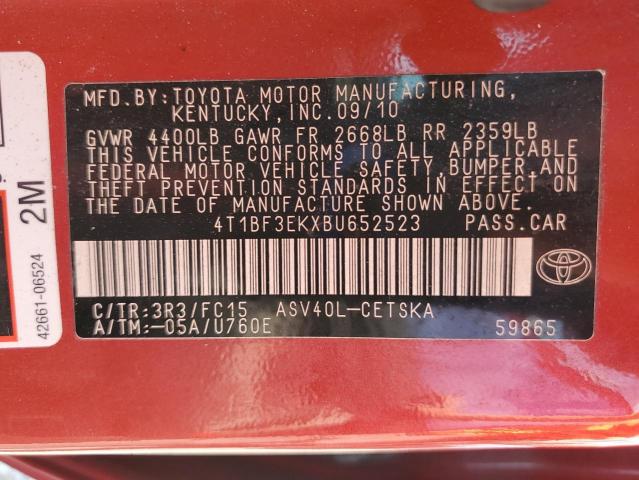 MFD.BY:TOYOTA MOTOR MANUFACTURING,
KENTUCKY,INC.09/10
GVWR 4400LB GAWR FR 2668LB RR 2359LB
THIS VEHICLE CONFORMS TO ALL APPLICABLE
FEDERAL MOTOR VEHICLE SAFETY,BUMPER,AND
THEFT PREVENTION STANDARDS IN EFFECT ON
THE DATE OF MANUFACTURE SHOWN ABOVE.
4T1BF3EKXBU652523 PASS.CAR
C/TR:3R3/FC15 ASV40L-CETSKA
A/TM:-05A/U760E 59865
TOYOTA
2M
42661-06524